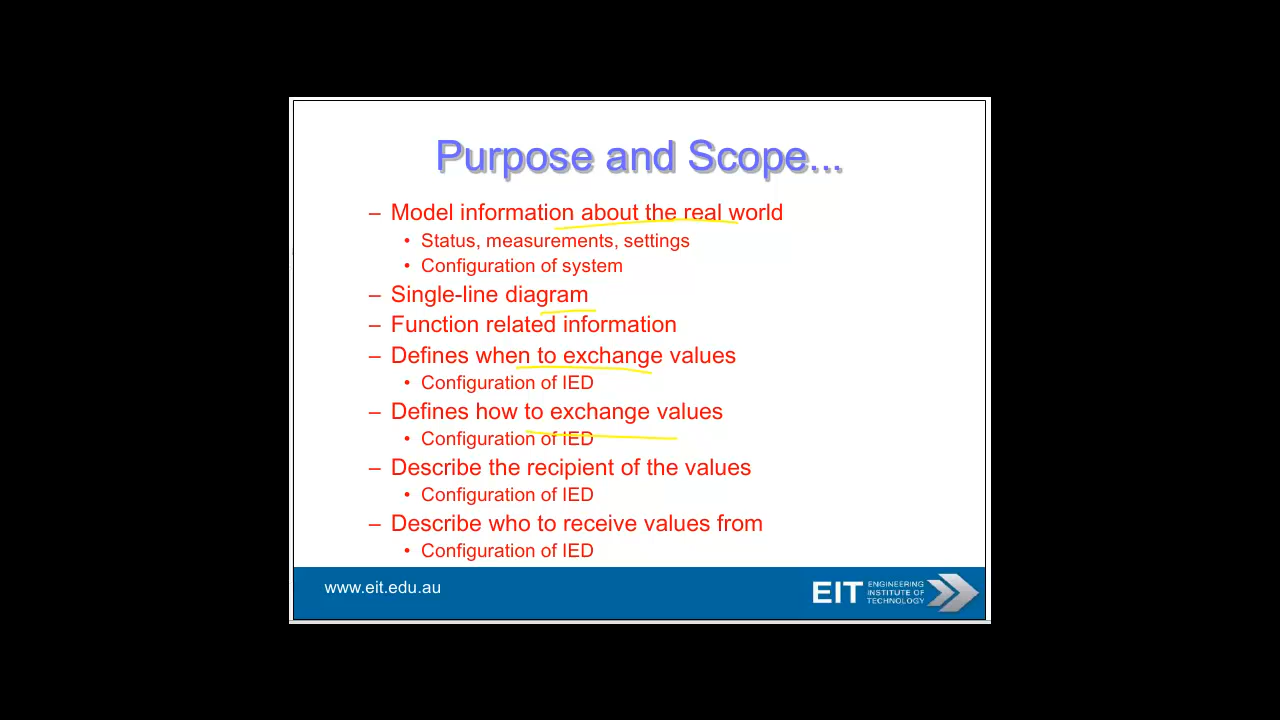 Purpose and Scope...
– Model information about the real world
• Status, measurements, settings
• Configuration of system
– Single-line diagram
– Function related information
– Defines when to exchange values
• Configuration of IED
– Defines how to exchange values
• Configuration of IED
– Describe the recipient of the values
• Configuration of IED
– Describe who to receive values from
• Configuration of IED
www.eit.edu.au
EIT ENGINEERING
INSTITUTE OF
TECHNOLOGY